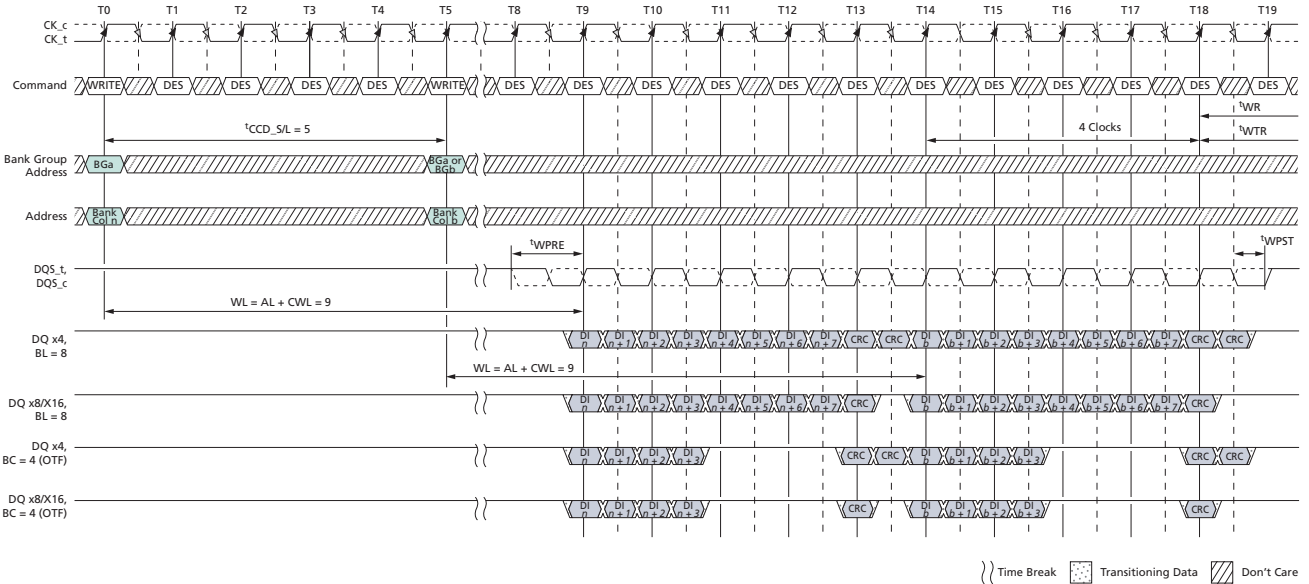 T0 T1 T2 T3 T4 T5 T8 T9 T10 T11 T12 T13 T14 T15 T16 T17 T18 T19
CK_c
CK_t
Command WRITE DES DES DES DES WRITE DES DES DES DES DES DES DES DES DES DES DES DES
tWR
tCCD_S/L = 5 4 Clocks tWTR
Bank Group
Address BGa BGa or
BGb
Address Bank
Col n Bank
Col b
tWPRE tWPST
DQS_t,
DQS_c
WL = AL + CWL = 9
DQ x4,
BL = 8
DI
n DI
n + 1 DI
n + 2 DI
n + 3 DI
n + 4 DI
n + 5 DI
n + 6 DI
n + 7 CRC CRC DI
b DI
b + 1 DI
b + 2 DI
b + 3 DI
b + 4 DI
b + 5 DI
b + 6 DI
b + 7 CRC CRC
WL = AL + CWL = 9
DQ x8/X16,
BL = 8
DI
n DI
n + 1 DI
n + 2 DI
n + 3 DI
n + 4 DI
n + 5 DI
n + 6 DI
n + 7 CRC DI
b DI
b + 1 DI
b + 2 DI
b + 3 DI
b + 4 DI
b + 5 DI
b + 6 DI
b + 7 CRC
DQ x4,
BC = 4 (OTF)
DI
n DI
n + 1 DI
n + 2 DI
n + 3 CRC CRC DI
b DI
b + 1 DI
b + 2 DI
b + 3 CRC CRC
DQ x8/X16,
BC = 4 (OTF)
DI
n DI
n + 1 DI
n + 2 DI
n + 3 CRC DI
b DI
b + 1 DI
b + 2 DI
b + 3 CRC
Time Break Transitioning Data Don't Care